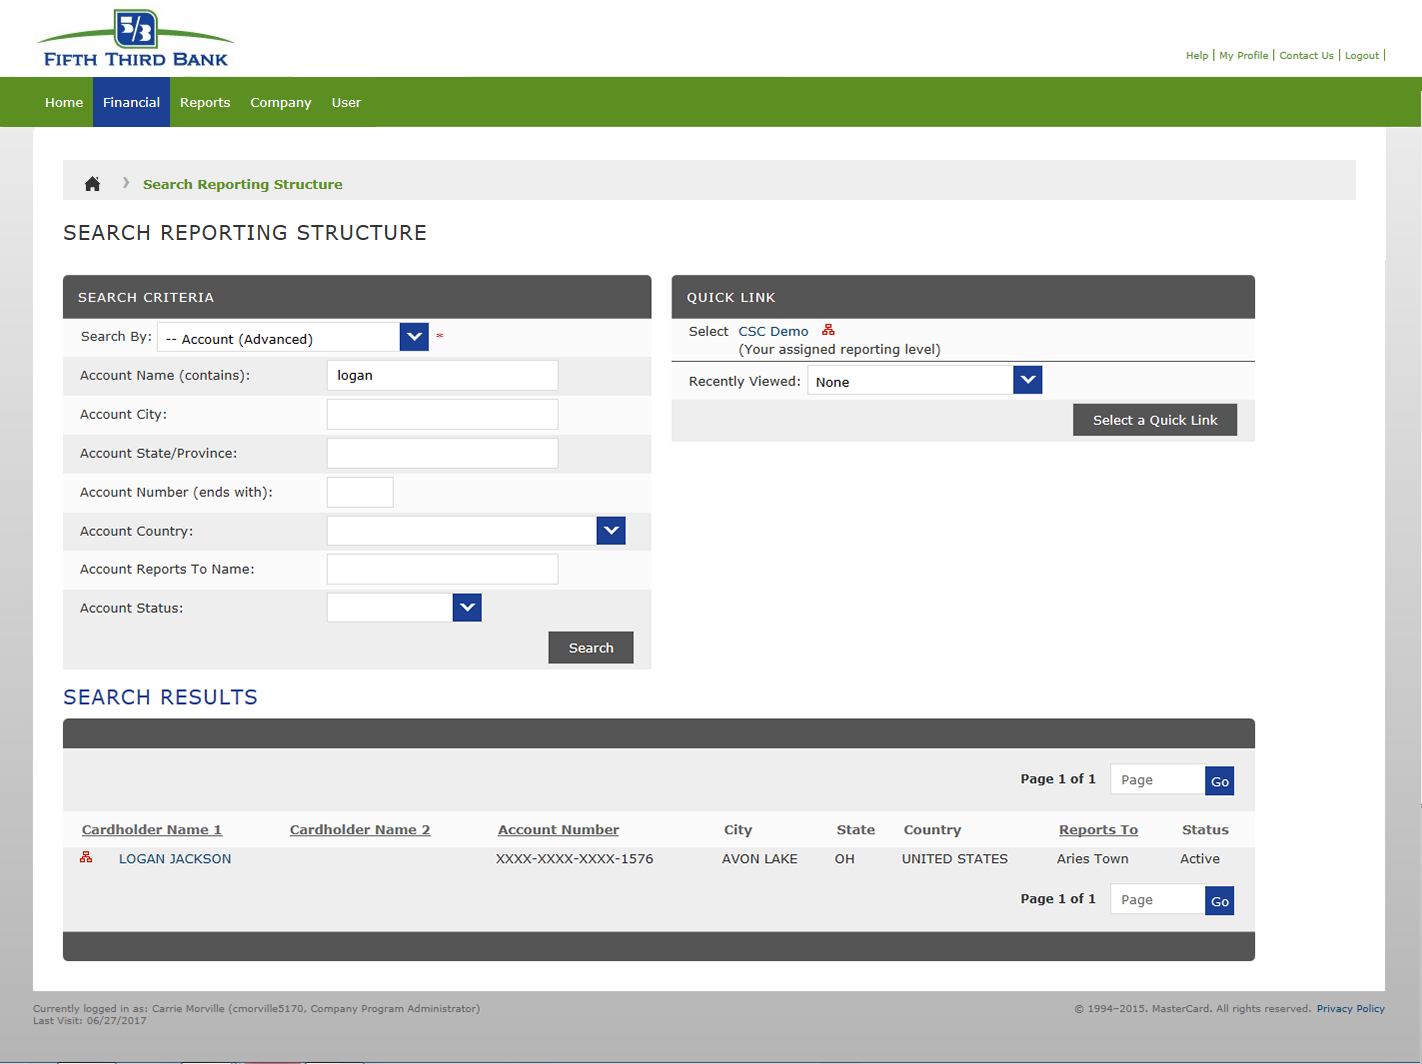 5/3
FIFTH THIRD BANK
Help | My Profile | Contact Us | Logout |
Home Financial Reports Company User
Search Reporting Structure
SEARCH REPORTING STRUCTURE
SEARCH CRITERIA
Search By: -- Account (Advanced) *
Account Name (contains): logan
Account City:
Account State/Province:
Account Number (ends with):
Account Country:
Account Reports To Name:
Account Status:
Search
QUICK LINK
Select CSC Demo
(Your assigned reporting level)
Recently Viewed: None
Select a Quick Link
SEARCH RESULTS
Page 1 of 1 Page Go
Cardholder Name 1 Cardholder Name 2 Account Number City State Country Reports To Status
LOGAN JACKSON XXXX-XXXX-XXXX-1576 AVON LAKE OH UNITED STATES Aries Town Active
Page 1 of 1 Page Go
Currently logged in as: Carrie Morville (cmorville5170, Company Program Administrator)
Last Visit: 06/27/2017
© 1994–2015. MasterCard. All rights reserved. Privacy Policy